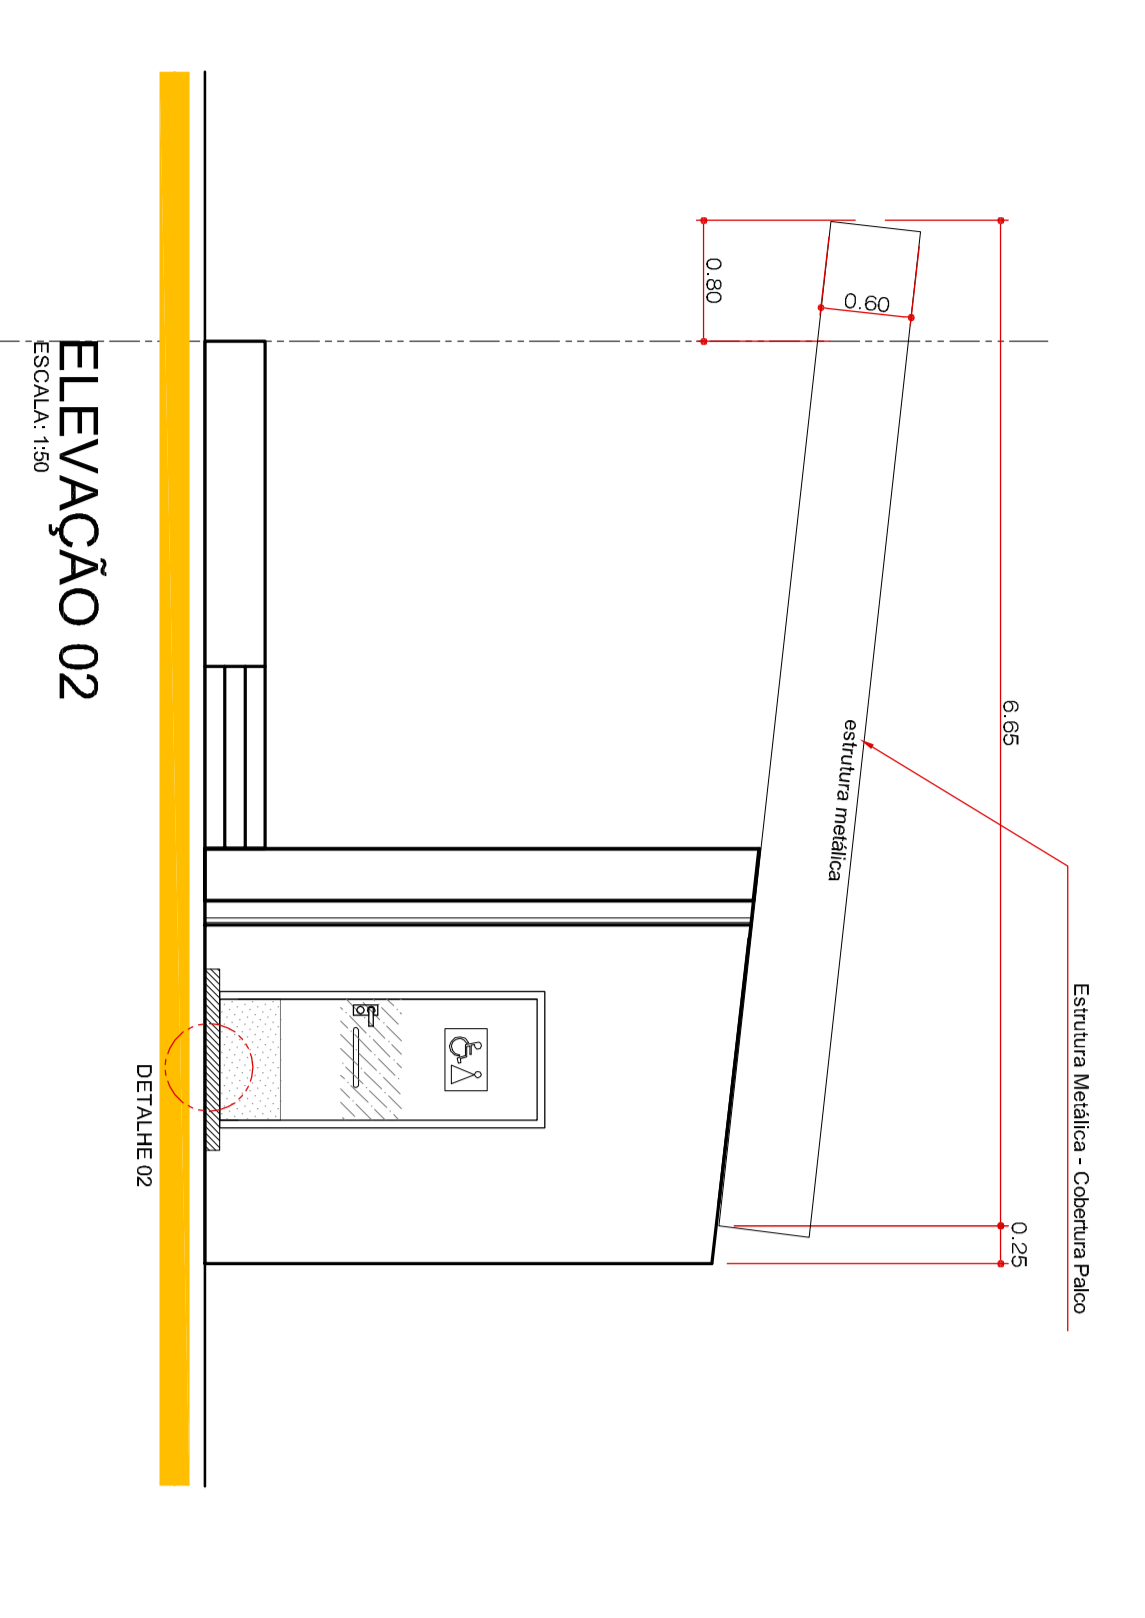 Estrutura Metálica - Cobertura Palco
6.65
0.25
0.60
0.80
estrutura metálica
DETALHE 02
ELEVAÇÃO 02
ESCALA: 1:50